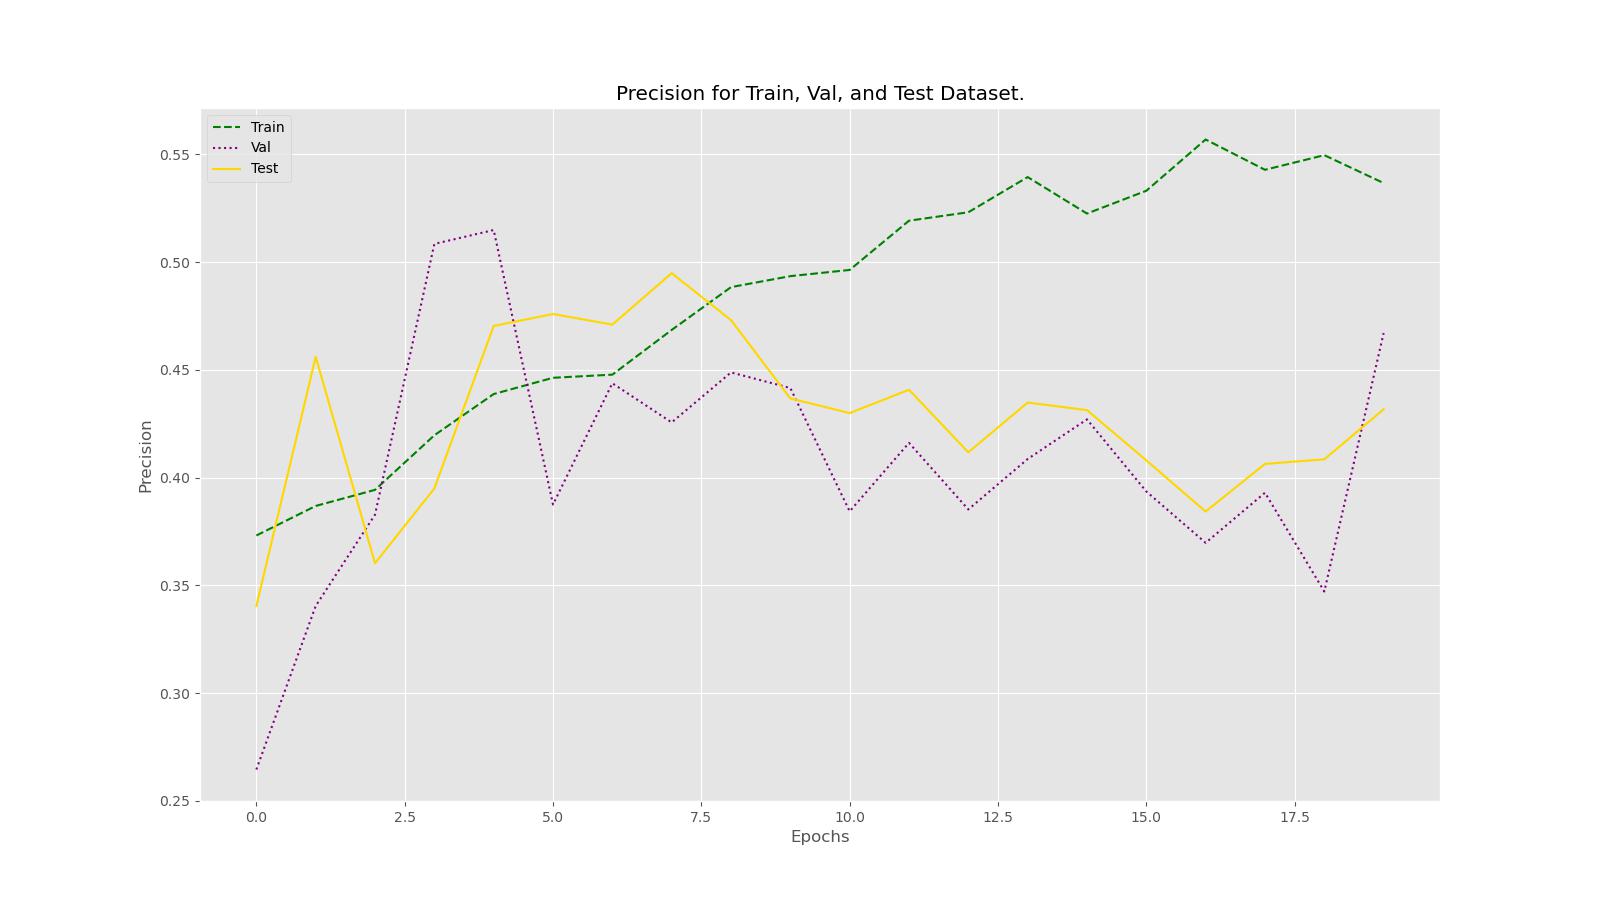 Precision for Train, Val, and Test Dataset.
Train
Val
Test
0.55
0.50
0.45
0.40
0.35
0.30
0.25
Precision
0.0 2.5 5.0 7.5 10.0 12.5 15.0 17.5
Epochs